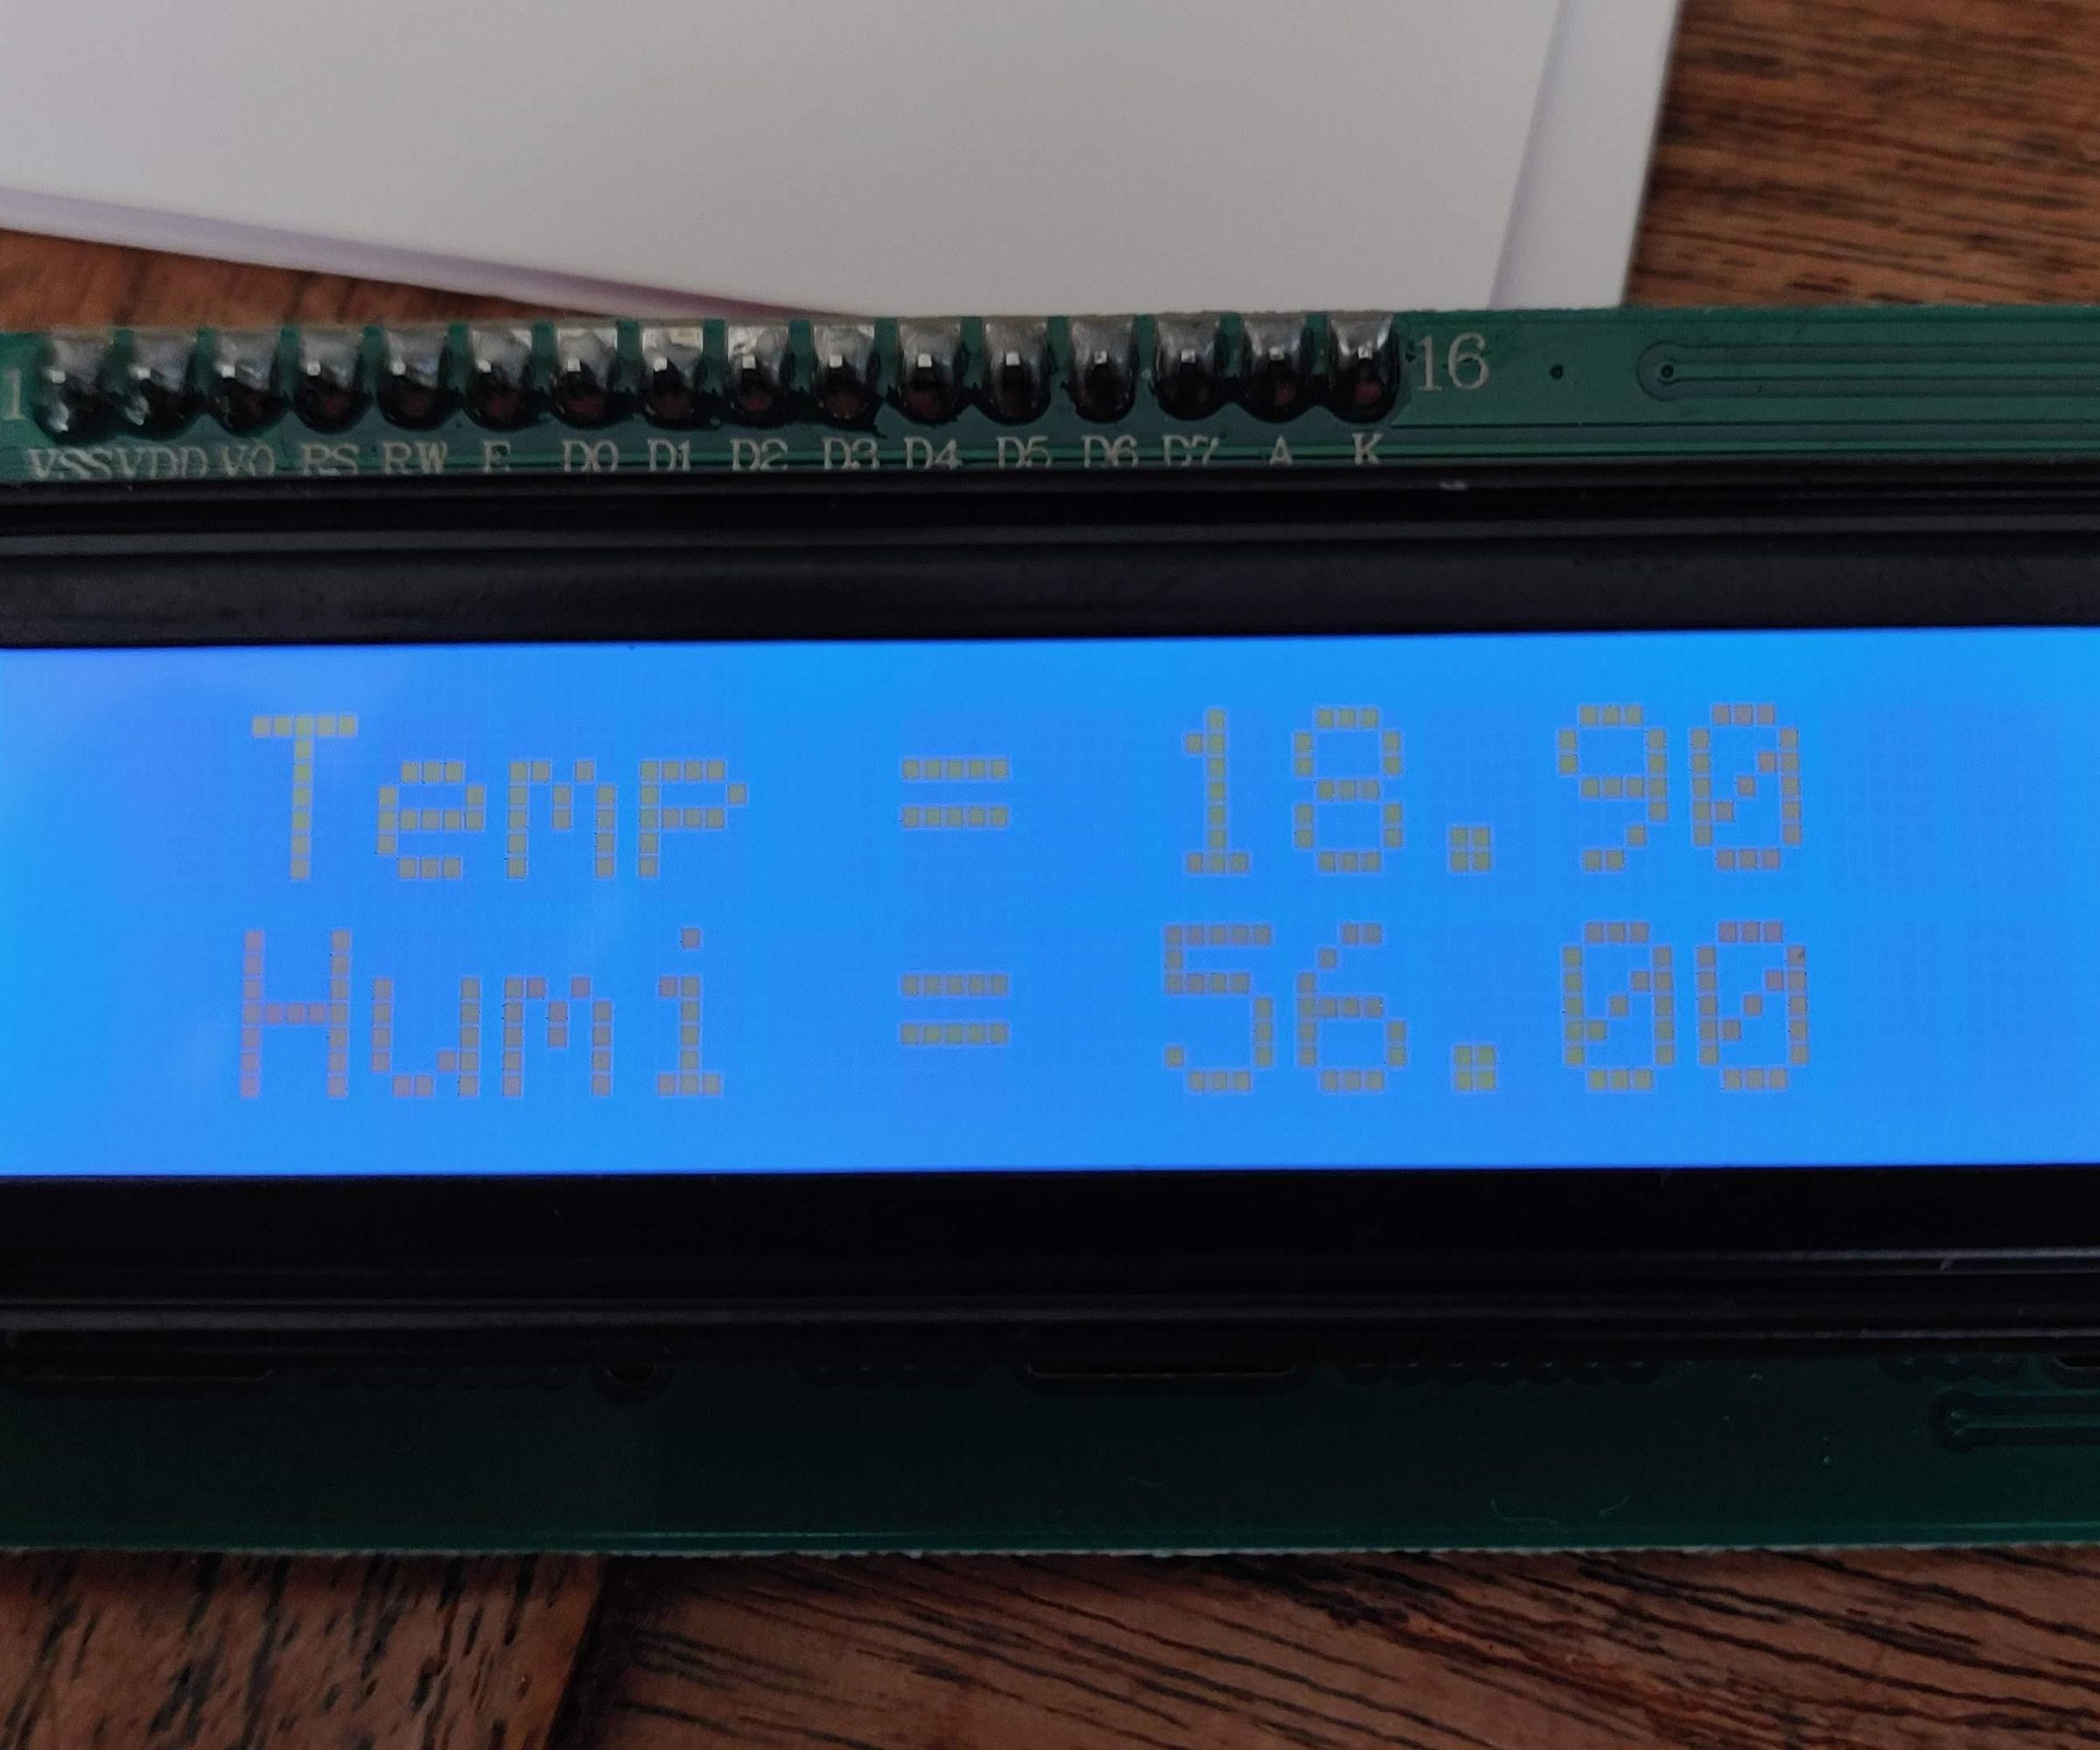 1 16
VSS VDD V0 RS RW E D0 D1 D2 D3 D4 D5 D6 D7 A K
Temp = 18.90
Humi = 56.00